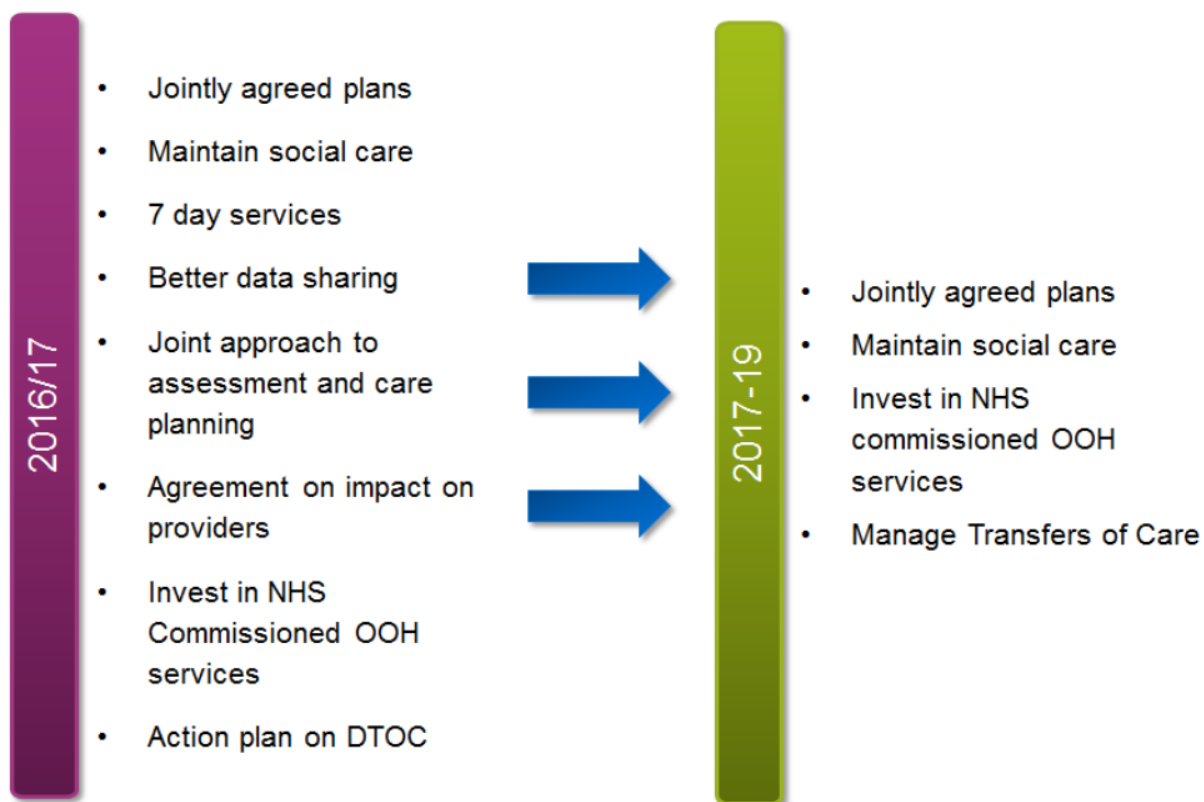 2016/17
• Jointly agreed plans
• Maintain social care
• 7 day services
• Better data sharing
• Joint approach to
assessment and care
planning
• Agreement on impact on
providers
• Invest in NHS
Commissioned OOH
services
• Action plan on DTOC
2017-19
• Jointly agreed plans
• Maintain social care
• Invest in NHS
commissioned OOH
services
• Manage Transfers of Care